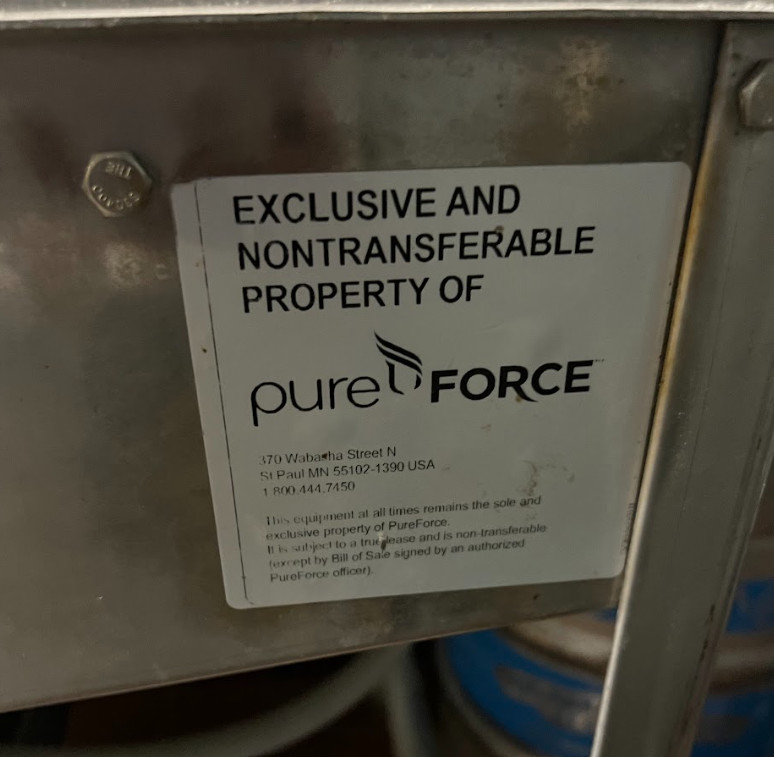 EXCLUSIVE AND
NONTRANSFERABLE
PROPERTY OF
pure FORCE™
370 Wabasha Street N
St Paul MN 55102-1390 USA
1 800.444.7450
This equipment at all times remains the sole and
exclusive property of PureForce.
It is subject to a true lease and is non-transferable
(except by Bill of Sale signed by an authorized
PureForce officer).